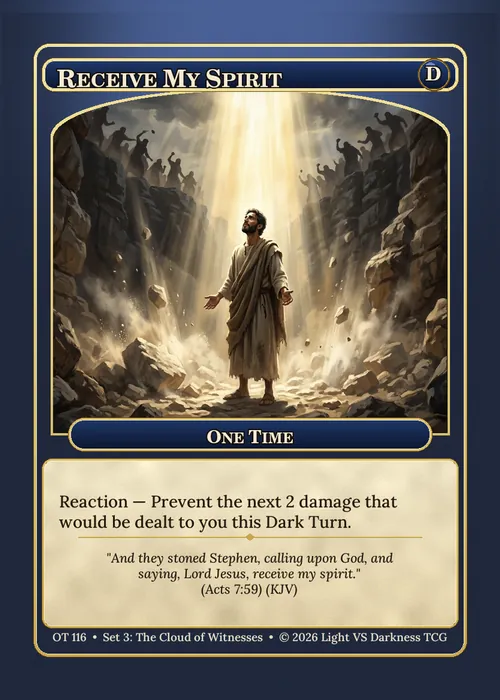 Receive My Spirit
D
One Time
Reaction — Prevent the next 2 damage that
would be dealt to you this Dark Turn.
"And they stoned Stephen, calling upon God, and
saying, Lord Jesus, receive my spirit."
(Acts 7:59) (KJV)
OT 116 • Set 3: The Cloud of Witnesses • © 2026 Light VS Darkness TCG